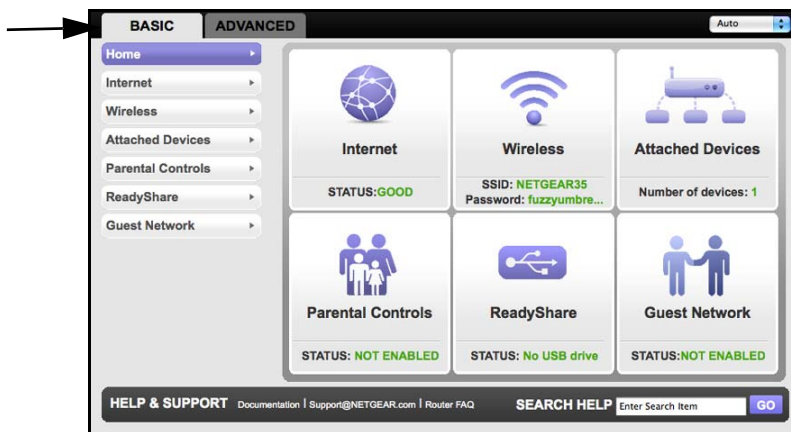 BASIC ADVANCED Auto
Home
Internet
Wireless
Attached Devices
Parental Controls
ReadyShare
Guest Network
Internet
STATUS:GOOD
Wireless
SSID: NETGEAR35
Password: fuzzyumbre...
Attached Devices
Number of devices: 1
Parental Controls
STATUS: NOT ENABLED
ReadyShare
STATUS: No USB drive
Guest Network
STATUS:NOT ENABLED
HELP & SUPPORT Documentation | Support@NETGEAR.com | Router FAQ SEARCH HELP Enter Search Item GO